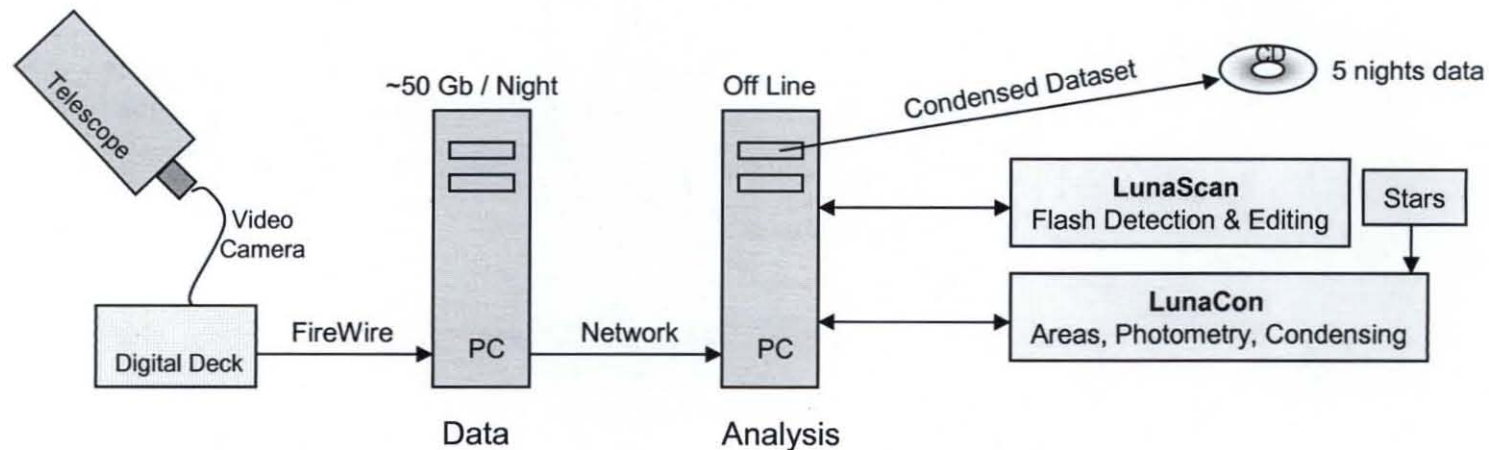 Telescope
Video
Camera
Digital Deck
FireWire
~50 Gb / Night
PC
Data
Network
Off Line
PC
Analysis
Condensed Dataset
CD
5 nights data
LunaScan
Flash Detection & Editing
Stars
LunaCon
Areas, Photometry, Condensing